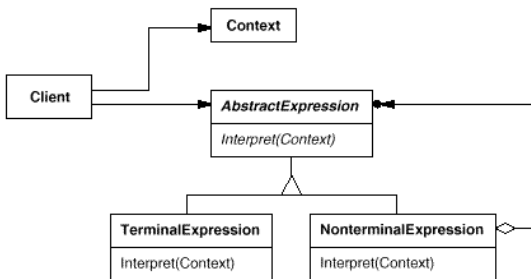 Context
Client
AbstractExpression
Interpret(Context)
TerminalExpression
Interpret(Context)
NonterminalExpression
Interpret(Context)